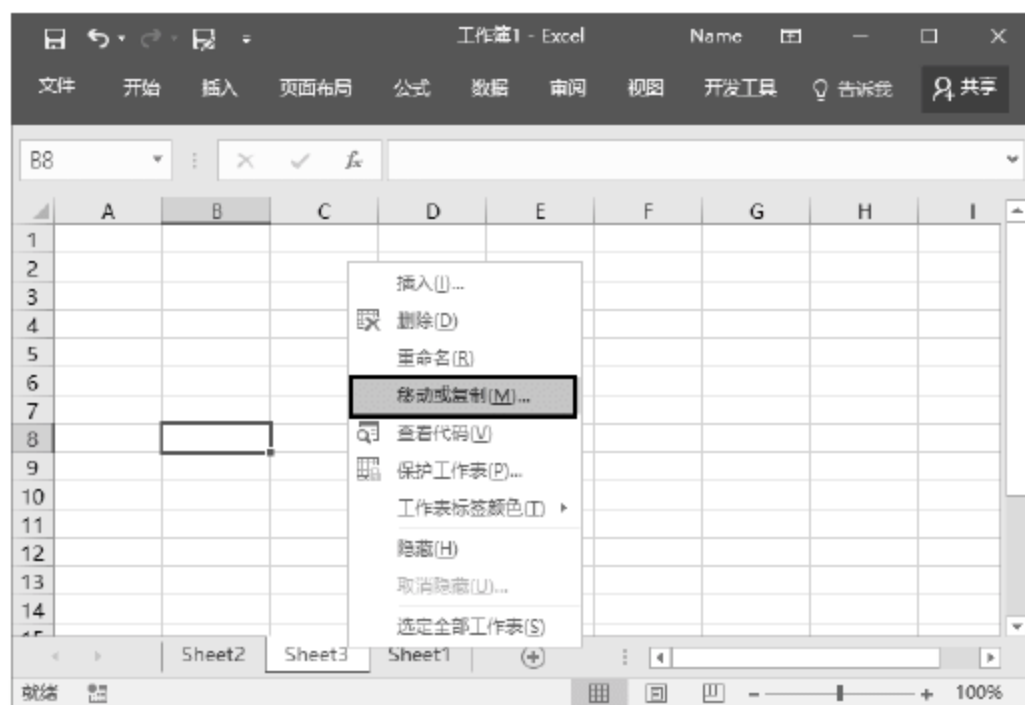 工作簿1 - Excel Name
文件 开始 插入 页面布局 公式 数据 审阅 视图 开发工具 告诉我 共享
B8 fx
A B C D E F G H I
1
2
3
4
5
6
7
8
9
10
11
12
13
14
15
插入(I)...
删除(D)
重命名(R)
移动或复制(M)...
查看代码(V)
保护工作表(P)...
工作表标签颜色(T)
隐藏(H)
取消隐藏(U)...
选定全部工作表(S)
Sheet2 Sheet3 Sheet1
就绪 100%